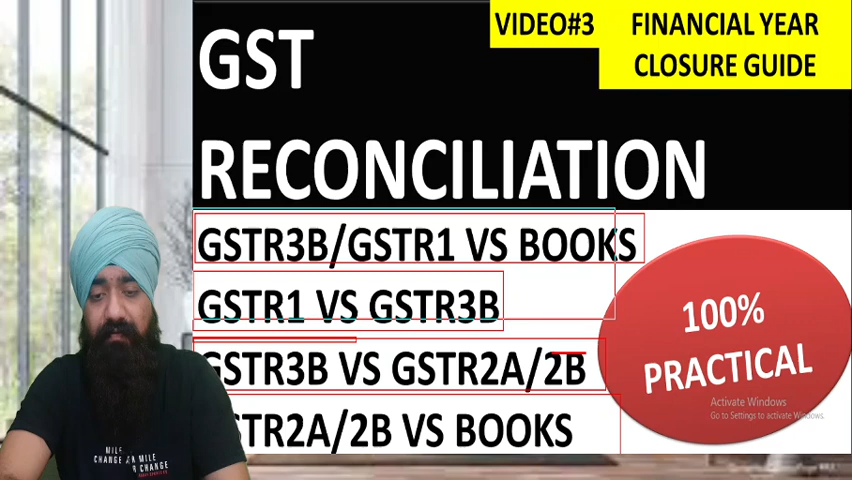 VIDEO#3
FINANCIAL YEAR
CLOSURE GUIDE
GST
RECONCILIATION
GSTR3B/GSTR1 VS BOOKS
GSTR1 VS GSTR3B
GSTR3B VS GSTR2A/2B
STR2A/2B VS BOOKS
100%
PRACTICAL
Activate Windows
Go to Settings to activate Windows.
MILE
CHANGE
MILE
CHANGE